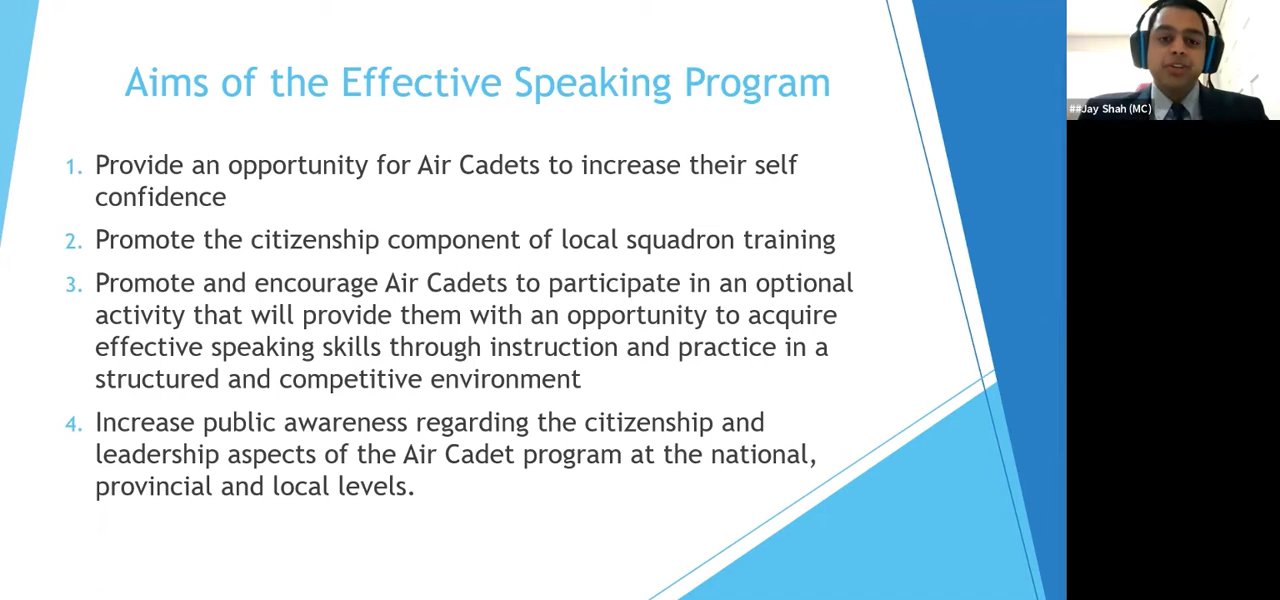 Aims of the Effective Speaking Program
##Jay Shah (MC)
1. Provide an opportunity for Air Cadets to increase their self
confidence
2. Promote the citizenship component of local squadron training
3. Promote and encourage Air Cadets to participate in an optional
activity that will provide them with an opportunity to acquire
effective speaking skills through instruction and practice in a
structured and competitive environment
4. Increase public awareness regarding the citizenship and
leadership aspects of the Air Cadet program at the national,
provincial and local levels.